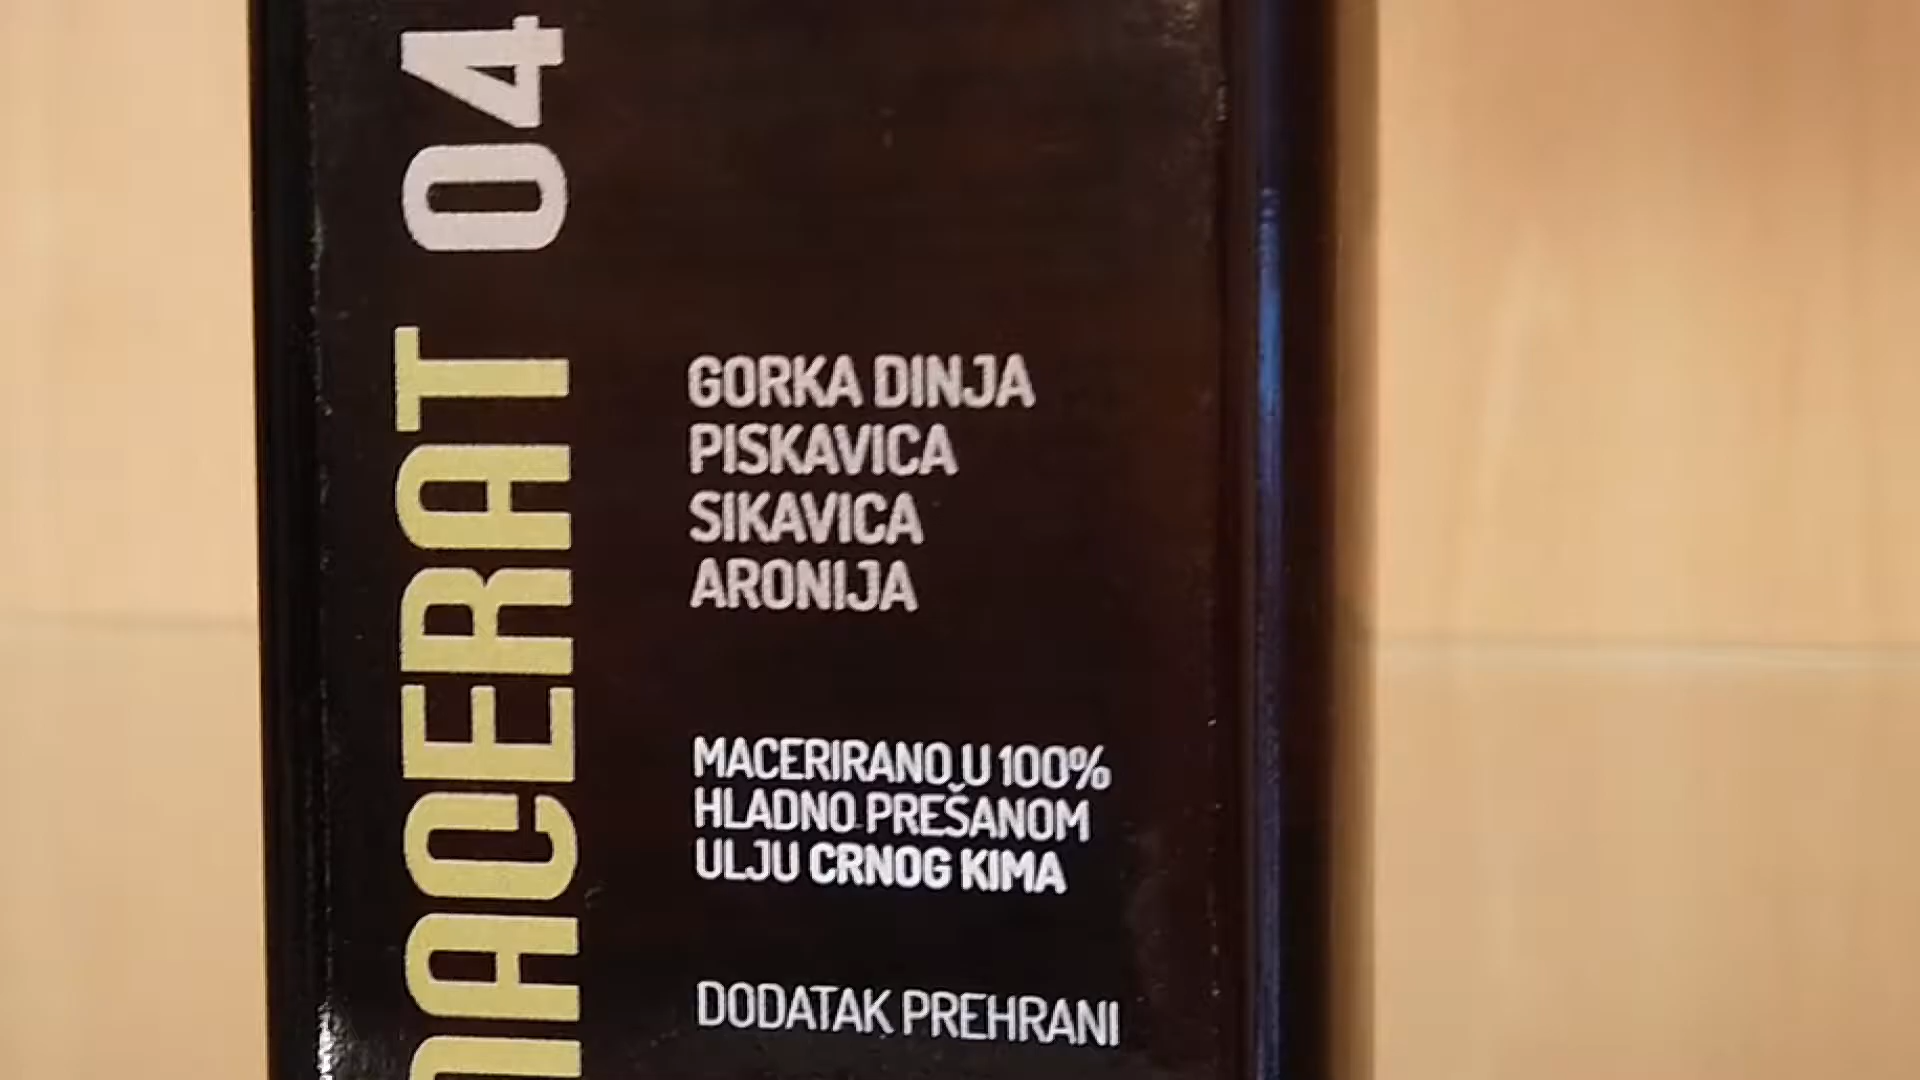 MACERAT 04
GORKA DINJA
PISKAVICA
SIKAVICA
ARONIJA
MACERIRANO U 100%
HLADNO PREŠANOM
ULJU CRNOG KIMA
DODATAK PREHRANI